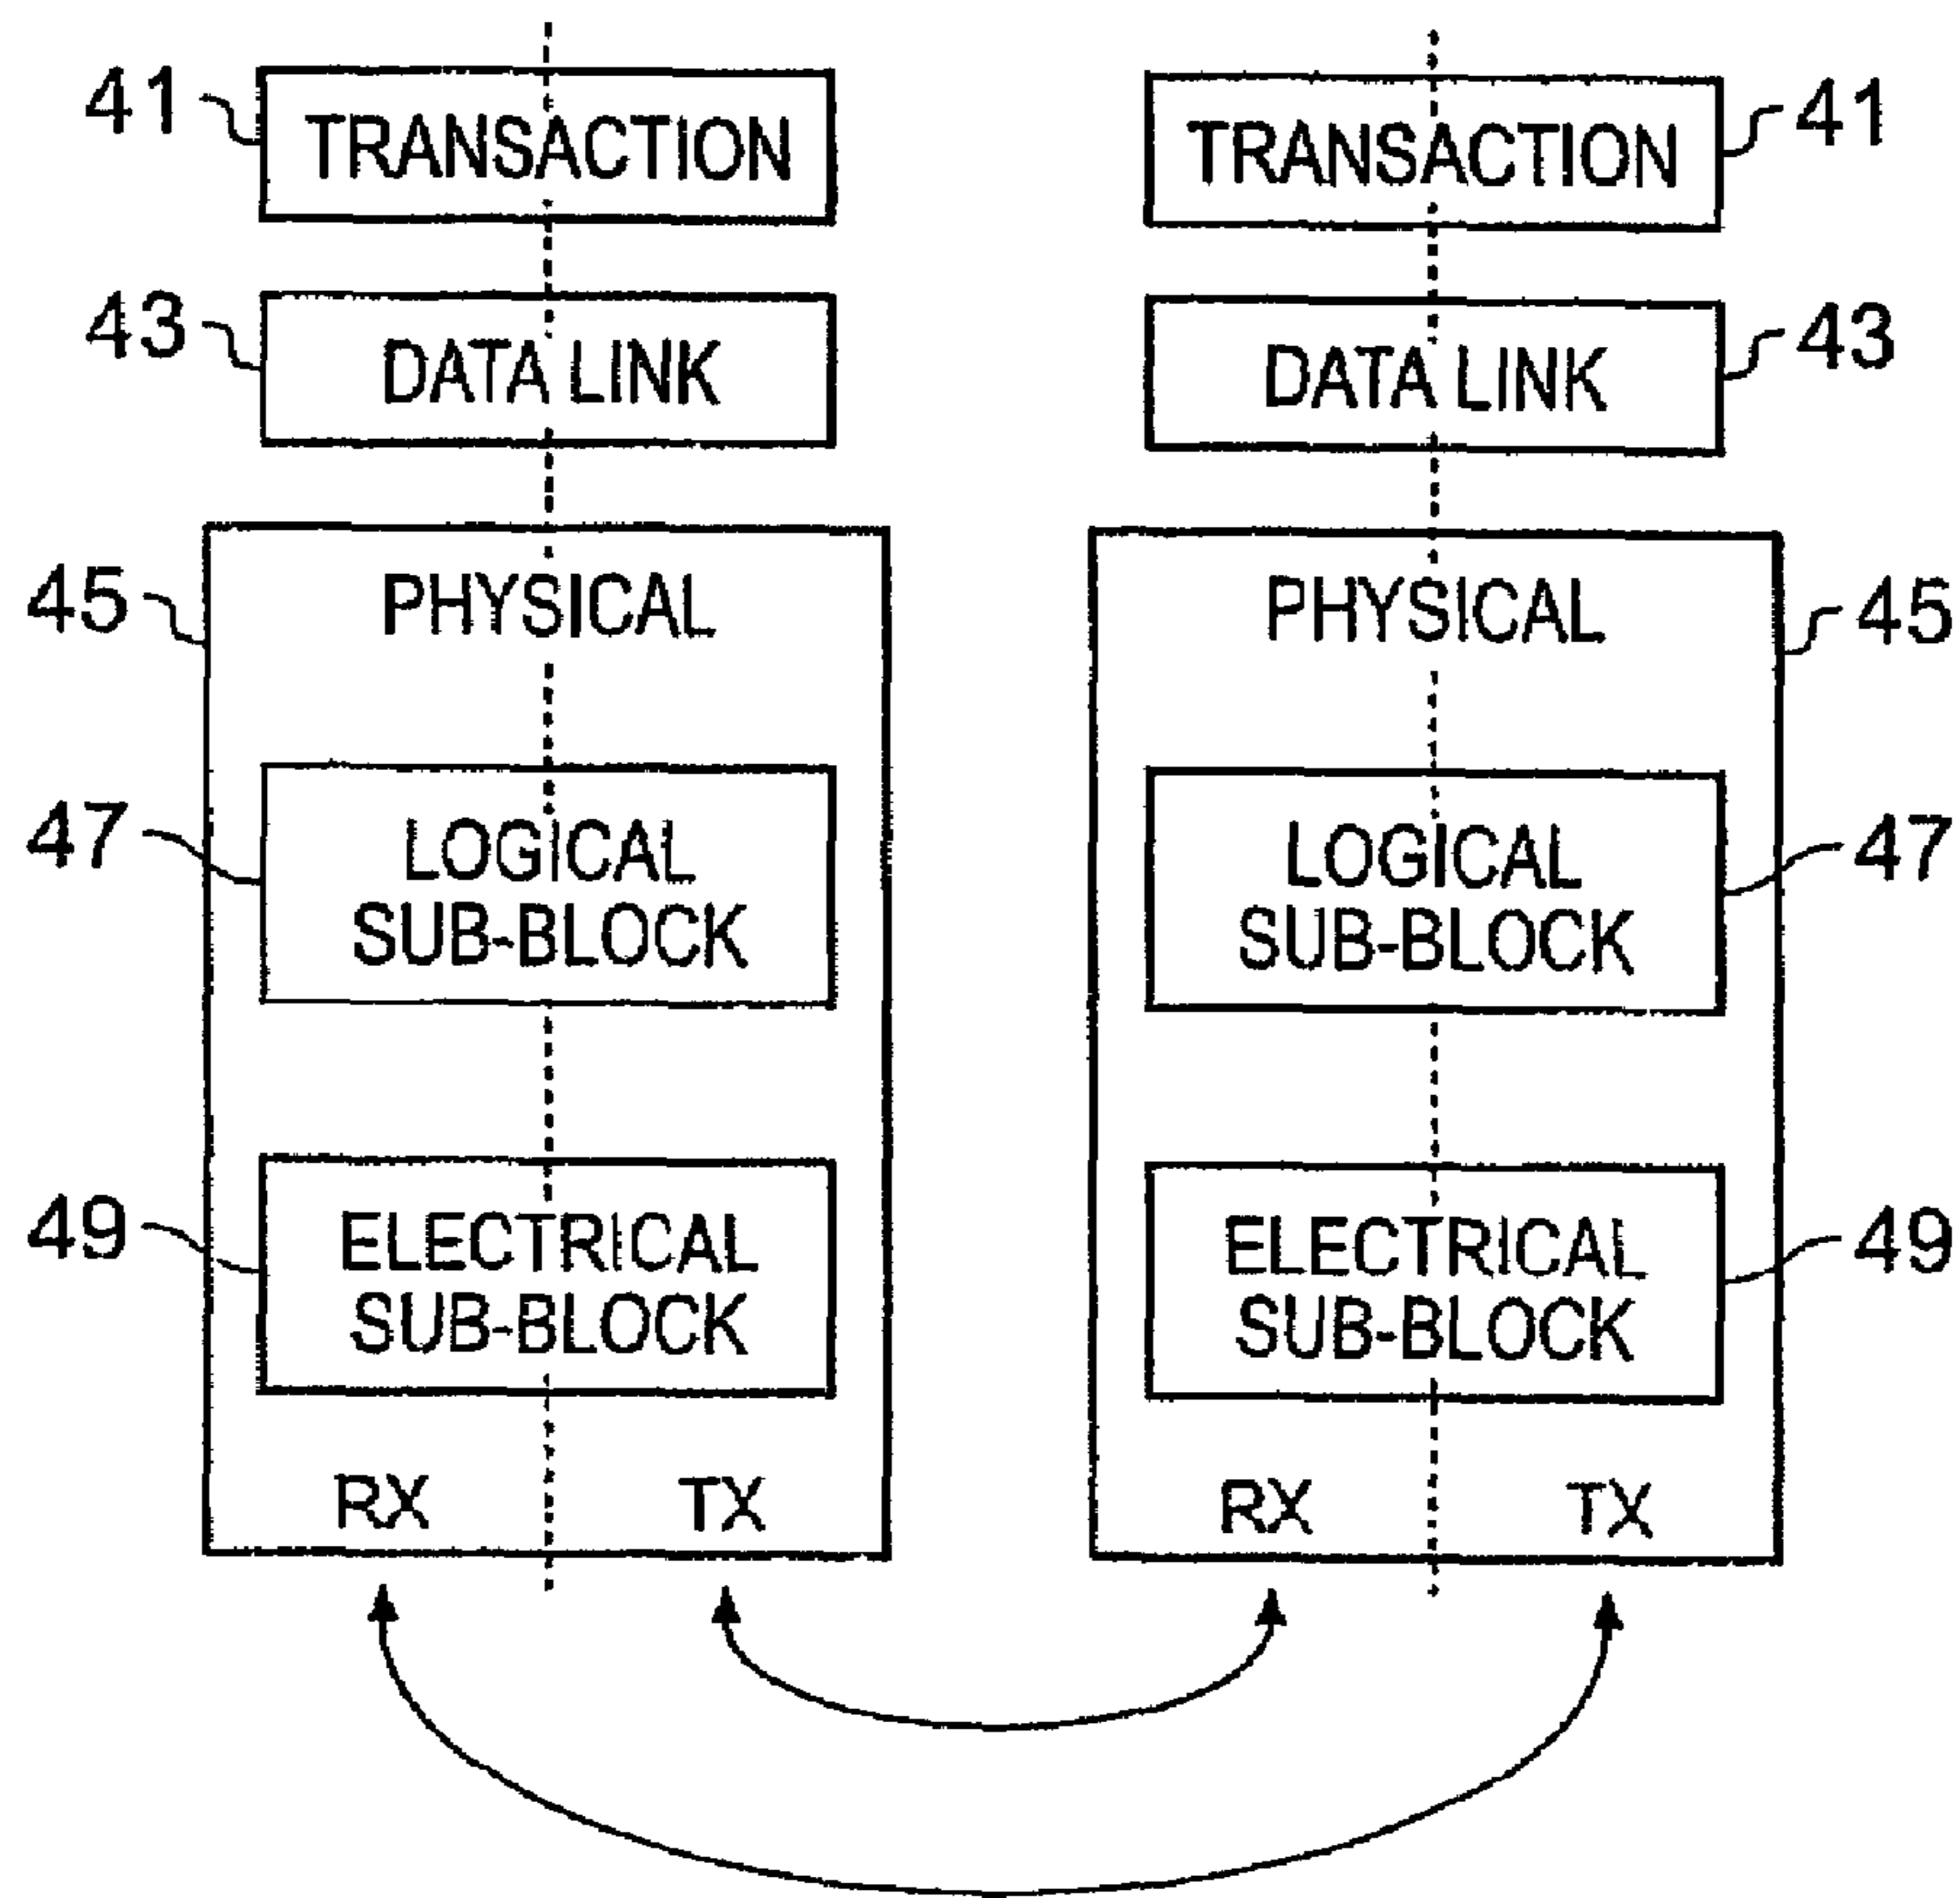 41 TRANSACTION TRANSACTION 41
43 DATA LINK DATA LINK 43
45 PHYSICAL PHYSICAL 45
47 LOGICAL LOGICAL 47
SUB-BLOCK SUB-BLOCK
49 ELECTRICAL ELECTRICAL 49
SUB-BLOCK SUB-BLOCK
RX TX RX TX